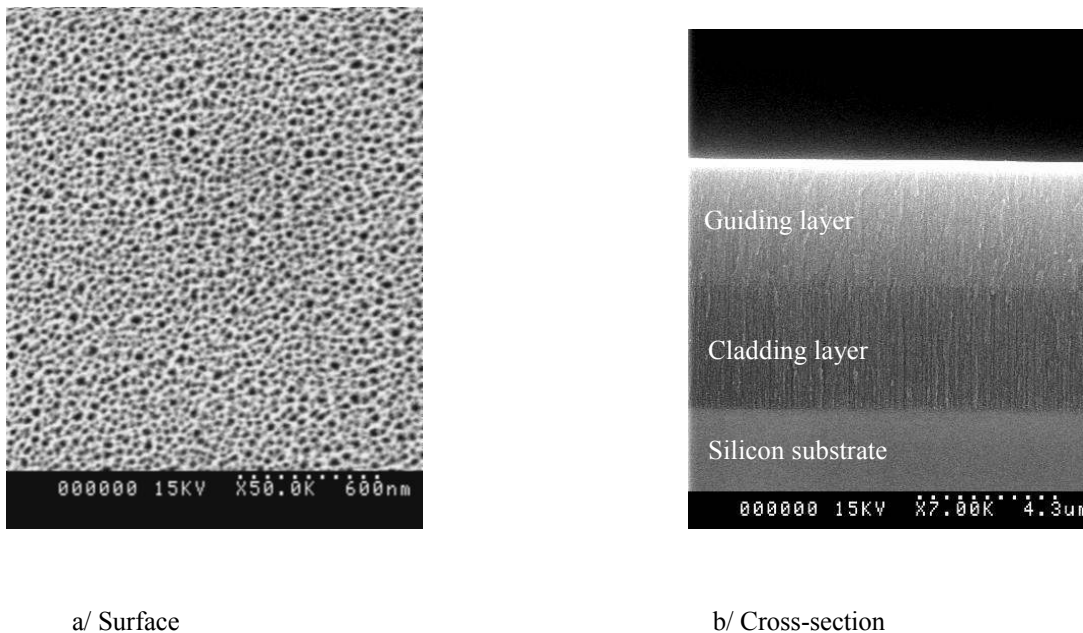 Guiding layer
Cladding layer
Silicon substrate
000000 15KV X50.0K 600nm
000000 15KV X7.00K 4.3um
a/ Surface
b/ Cross-section